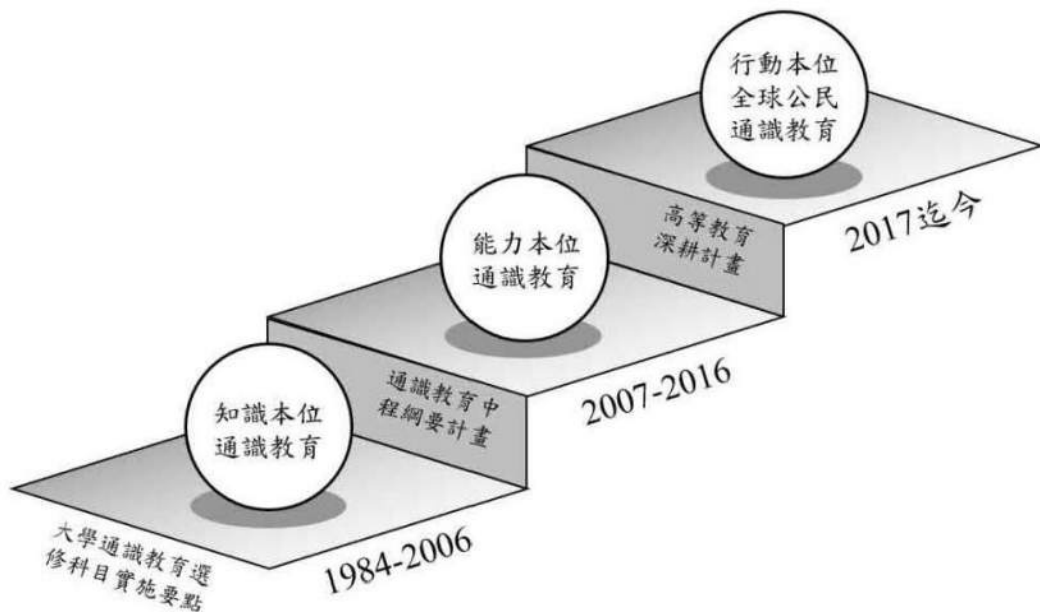 行動本位
全球公民
通識教育
高等教育
深耕計畫
2017迄今
能力本位
通識教育
通識教育中
程綱要計畫
2007-2016
知識本位
通識教育
大學通識教育選
修科目實施要點
1984-2006